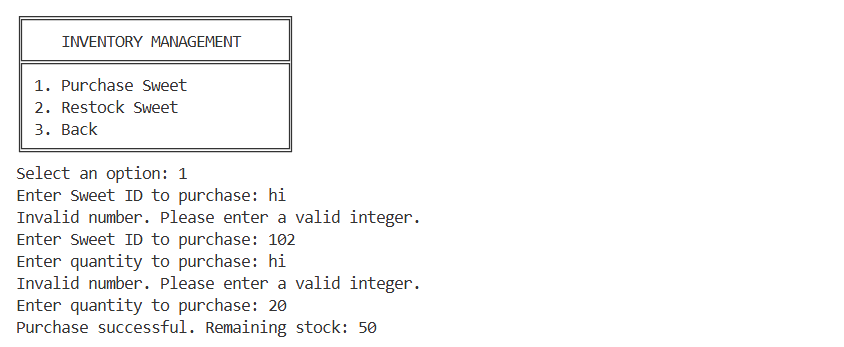 INVENTORY MANAGEMENT
1. Purchase Sweet
2. Restock Sweet
3. Back
Select an option: 1
Enter Sweet ID to purchase: hi
Invalid number. Please enter a valid integer.
Enter Sweet ID to purchase: 102
Enter quantity to purchase: hi
Invalid number. Please enter a valid integer.
Enter quantity to purchase: 20
Purchase successful. Remaining stock: 50